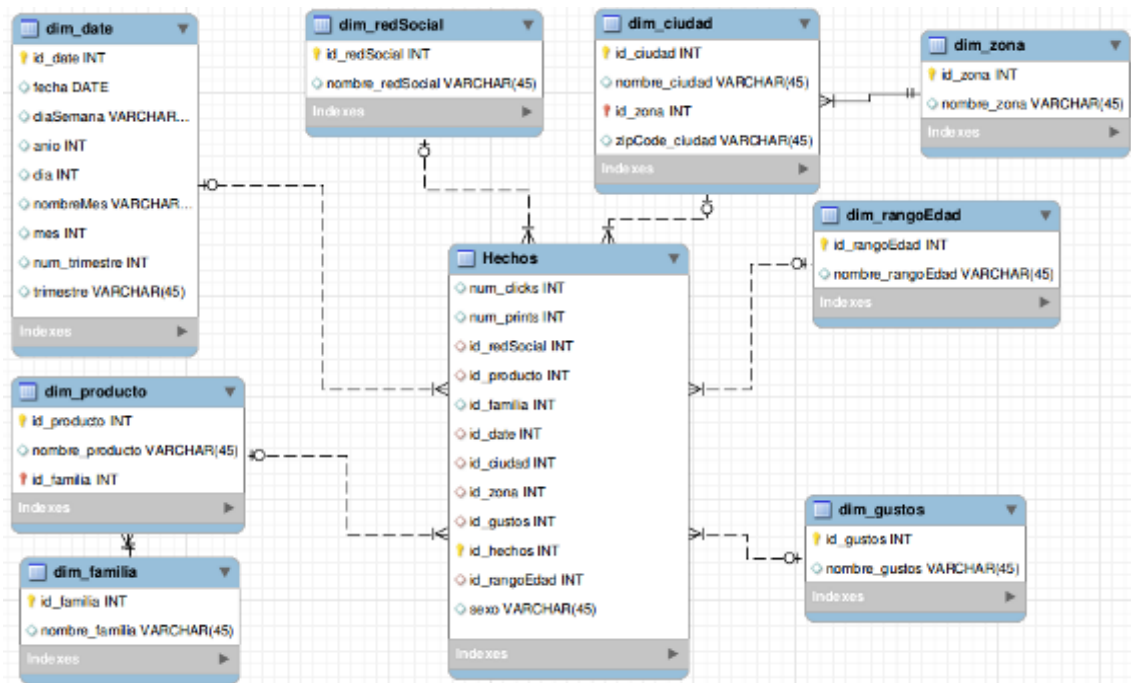 dim_date
id_date INT
fecha DATE
diaSemana VARCHAR...
anio INT
dia INT
nombreMes VARCHAR...
mes INT
num_trimestre INT
trimestre VARCHAR(45)
Indexes
dim_redSocial
id_redSocial INT
nombre_redSocial VARCHAR(45)
Indexes
dim_ciudad
id_ciudad INT
nombre_ciudad VARCHAR(45)
id_zona INT
zipCode_ciudad VARCHAR(45)
Indexes
dim_zona
id_zona INT
nombre_zona VARCHAR(45)
Indexes
dim_rangoEdad
id_rangoEdad INT
nombre_rangoEdad VARCHAR(45)
Indexes
Hechos
num_clicks INT
num_prints INT
id_redSocial INT
id_producto INT
id_familia INT
id_date INT
id_ciudad INT
id_zona INT
id_gustos INT
id_hechos INT
id_rangoEdad INT
sexo VARCHAR(45)
Indexes
dim_producto
id_producto INT
nombre_producto VARCHAR(45)
id_familia INT
Indexes
dim_familia
id_familia INT
nombre_familia VARCHAR(45)
Indexes
dim_gustos
id_gustos INT
nombre_gustos VARCHAR(45)
Indexes